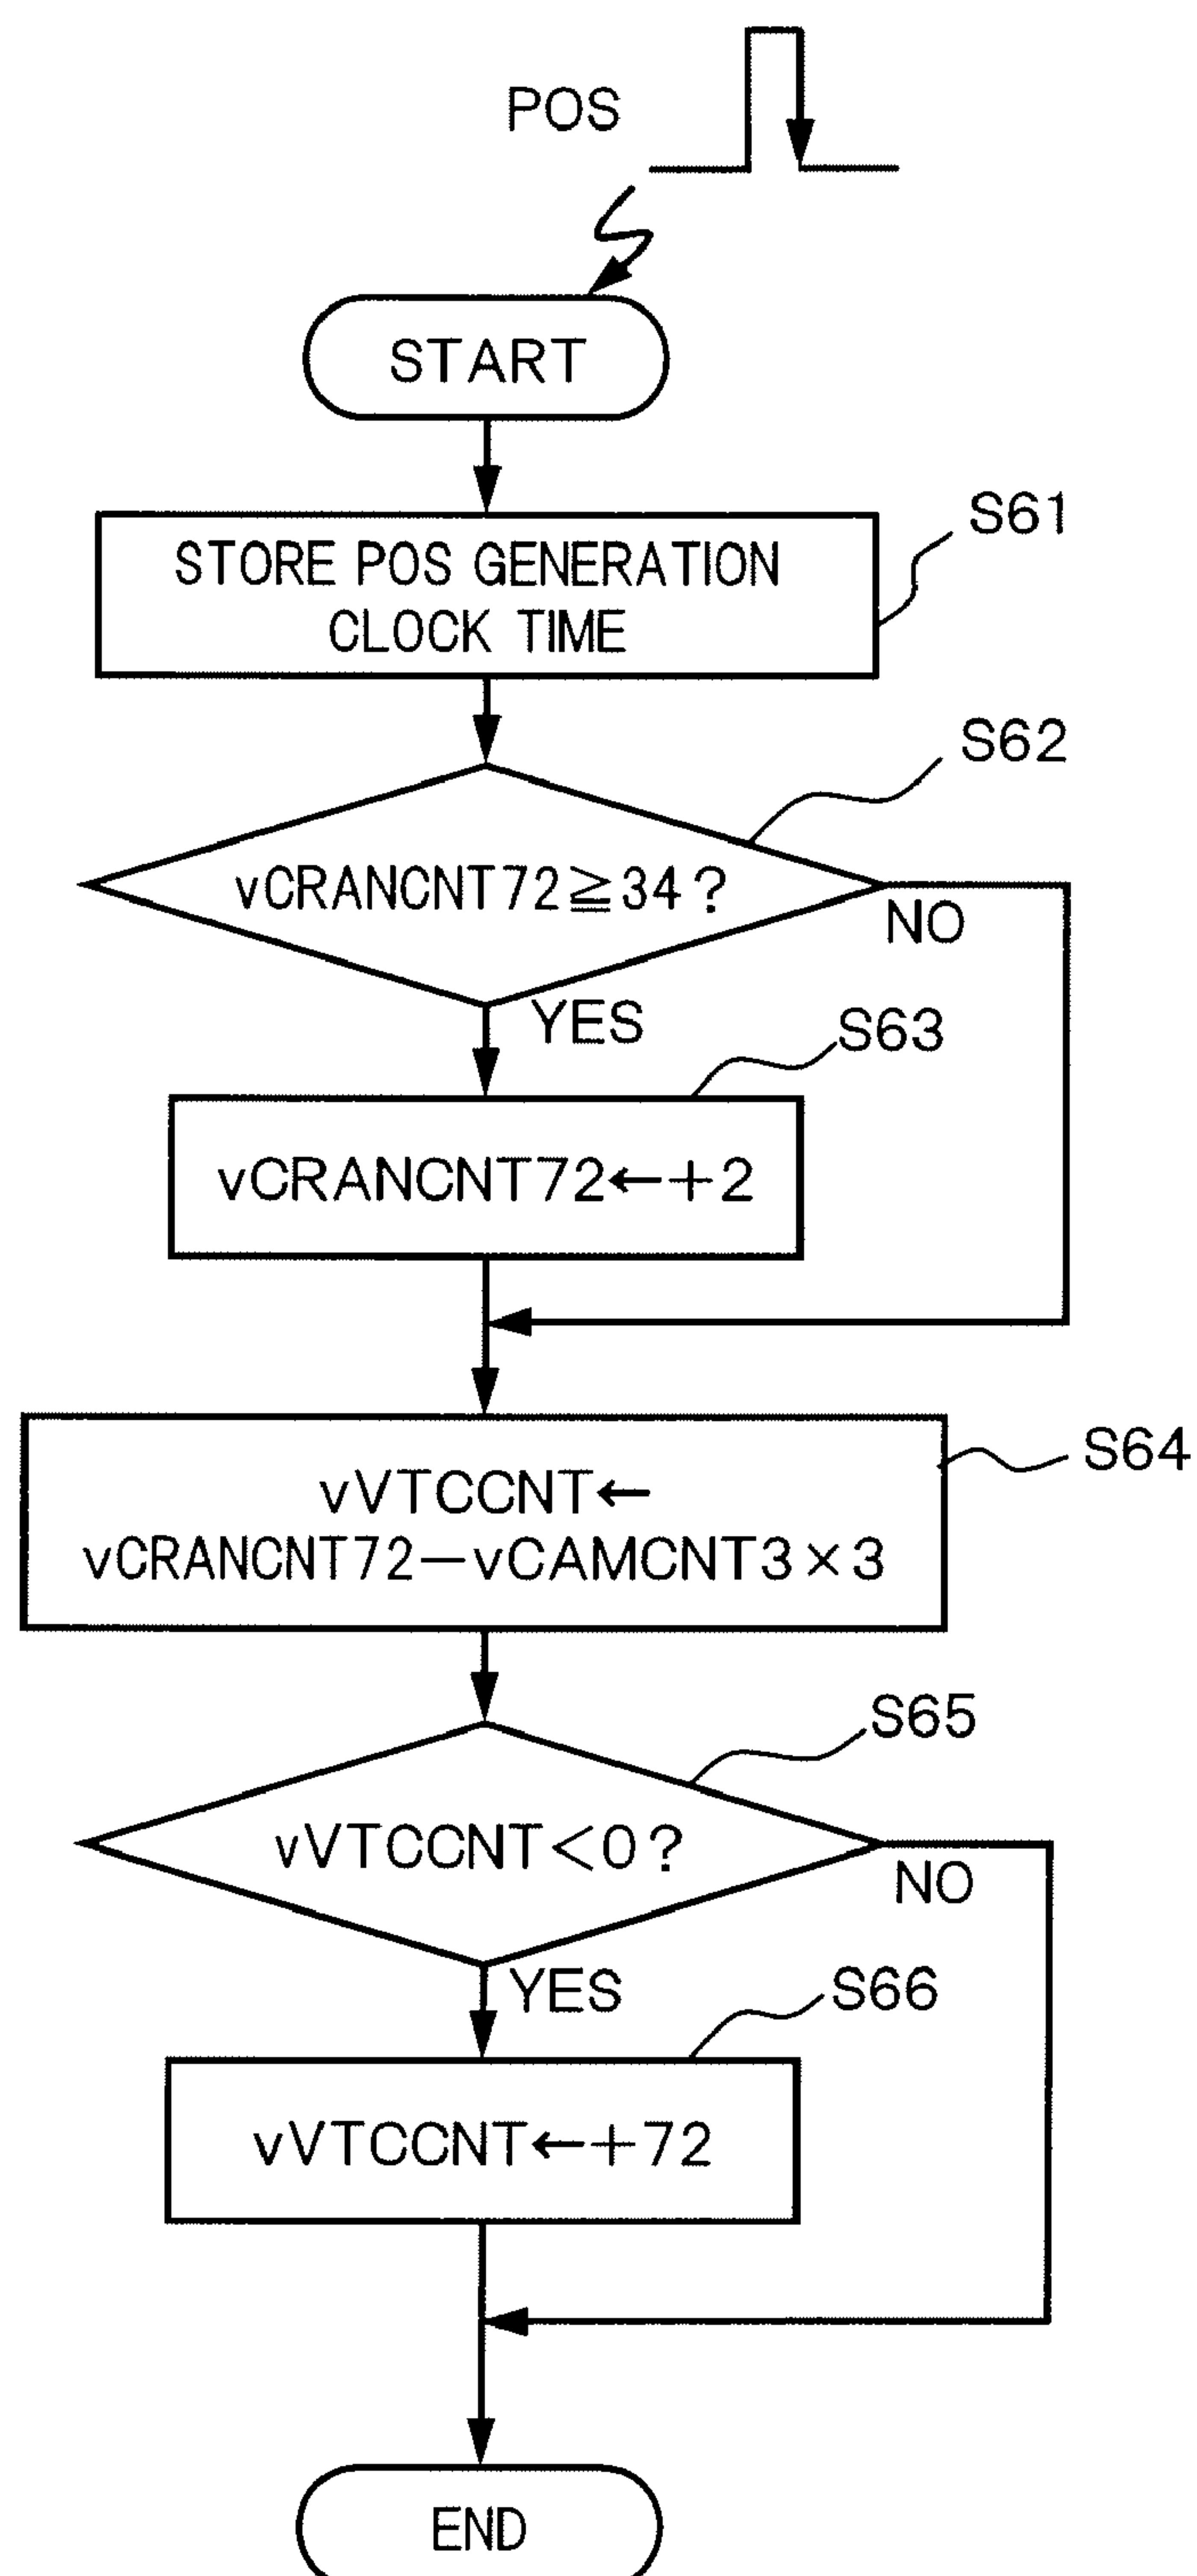 POS
START
S61
STORE POS GENERATION
CLOCK TIME
S62
vCRANCNT72≧34?
NO
YES
S63
vCRANCNT72←+2
S64
vVTCCNT←
vCRANCNT72−vCAMCNT3×3
S65
vVTCCNT<0?
NO
YES
S66
vVTCCNT←+72
END